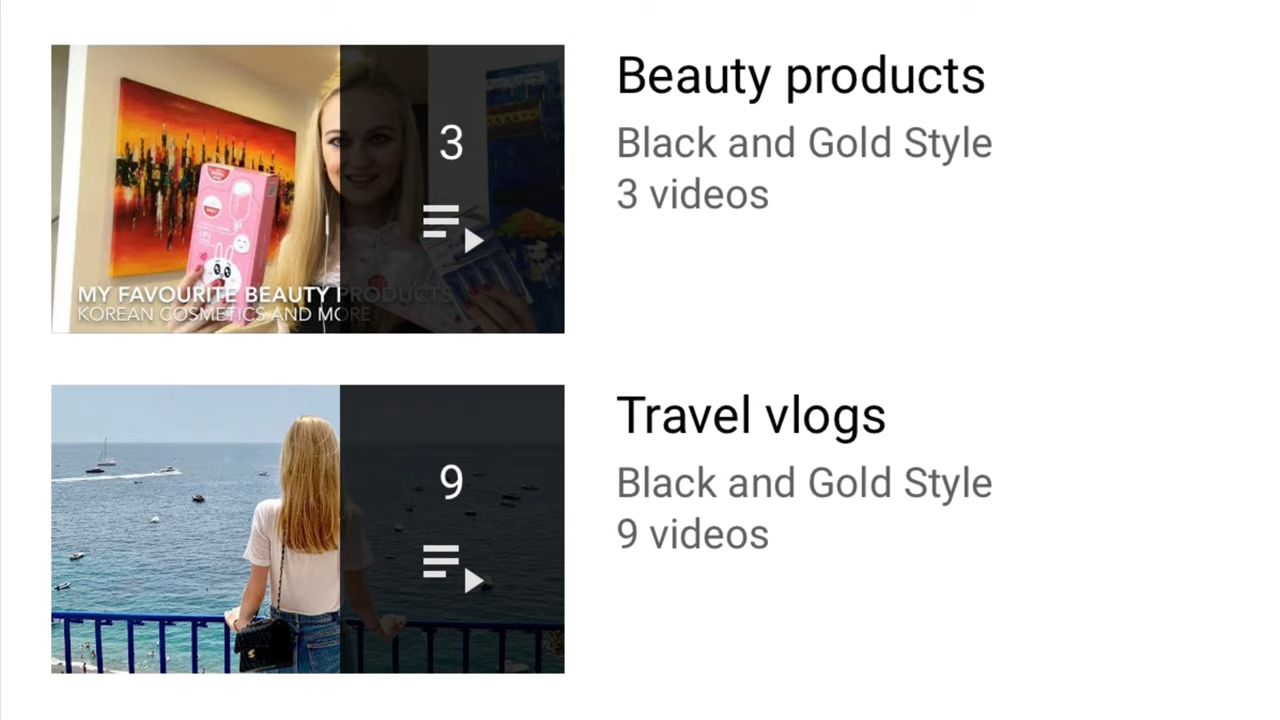 3
MY FAVOURITE BEAUTY PRODUCTS
KOREAN COSMETICS AND MORE
Beauty products
Black and Gold Style
3 videos
9
Travel vlogs
Black and Gold Style
9 videos